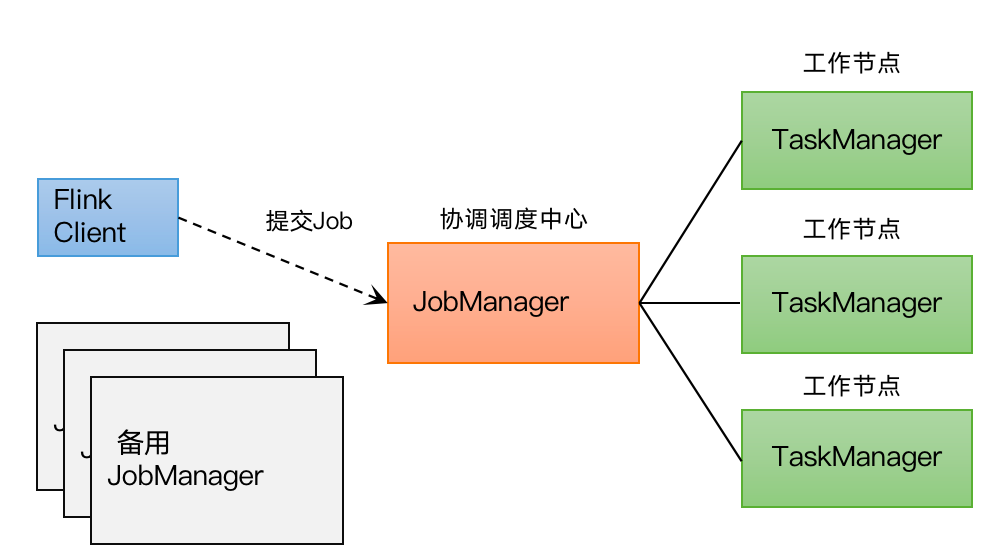 Flink
Client
提交Job
协调调度中心
JobManager
工作节点
TaskManager
工作节点
TaskManager
工作节点
TaskManager
J
J
备用
JobManager